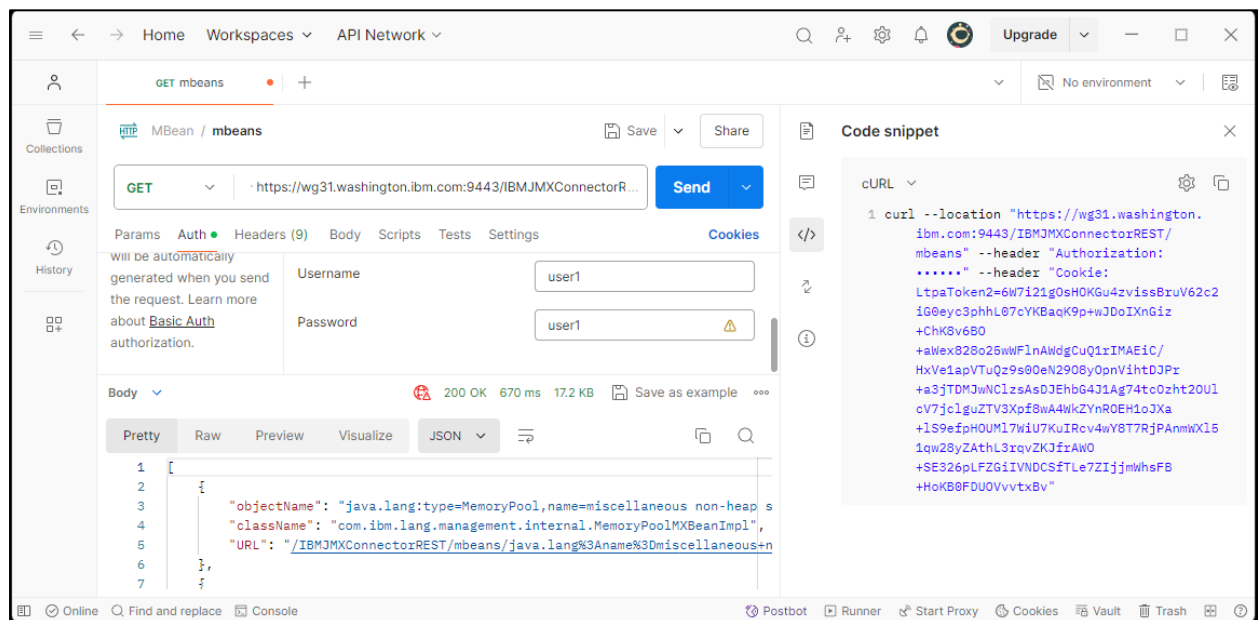 Home Workspaces API Network Upgrade
GET mbeans No environment
HTTP MBean / mbeans Save Share
Collections
Environments
History
GET https://wg31.washington.ibm.com:9443/IBMJMXConnectorR... Send
Params Auth Headers (9) Body Scripts Tests Settings Cookies
will be automatically
generated when you send
the request. Learn more
about Basic Auth
authorization.
Username user1
Password user1
Body 200 OK 670 ms 17.2 KB Save as example
Pretty Raw Preview Visualize JSON
1 [
2 {
3 "objectName": "java.lang:type=MemoryPool,name=miscellaneous non-heap s
4 "className": "com.ibm.lang.management.internal.MemoryPoolMXBeanImpl",
5 "URL": "/IBMJMXConnectorREST/mbeans/java.lang%3Aname%3Dmiscellaneous+n
6 },
7 {
Code snippet
cURL
1 curl --location "https://wg31.washington.
ibm.com:9443/IBMJMXConnectorREST/
mbeans" --header "Authorization:
••••••" --header "Cookie:
LtpaToken2=6W7i21gOsHOKGu4zvissBruV62c2
iG0eyc3phhL07cYKBaqK9p+wJDoIXnGiz
+ChK8v6BO
+aWex828o25wWFlnAWdgCuQ1rIMAEiC/
HxVe1apVTuQz9s0OeN29O8yOpnVihtDJPr
+a3jTDMJwNClzsAsDJEhbG4J1Ag74tcOzht2OUl
cV7jclguZTV3Xpf8wA4WkZYnROEH1oJXa
+lS9efpHOUMl7WiU7KuIRcv4wY8T7RjPAnmWXl5
1qw28yZAthL3rqvZKJfrAWO
+SE326pLFZGiIVNDCSfTLe7ZIjjmWhsFB
+HoKB0FDUOVvvtxBv"
Online Find and replace Console Postbot Runner Start Proxy Cookies Vault Trash